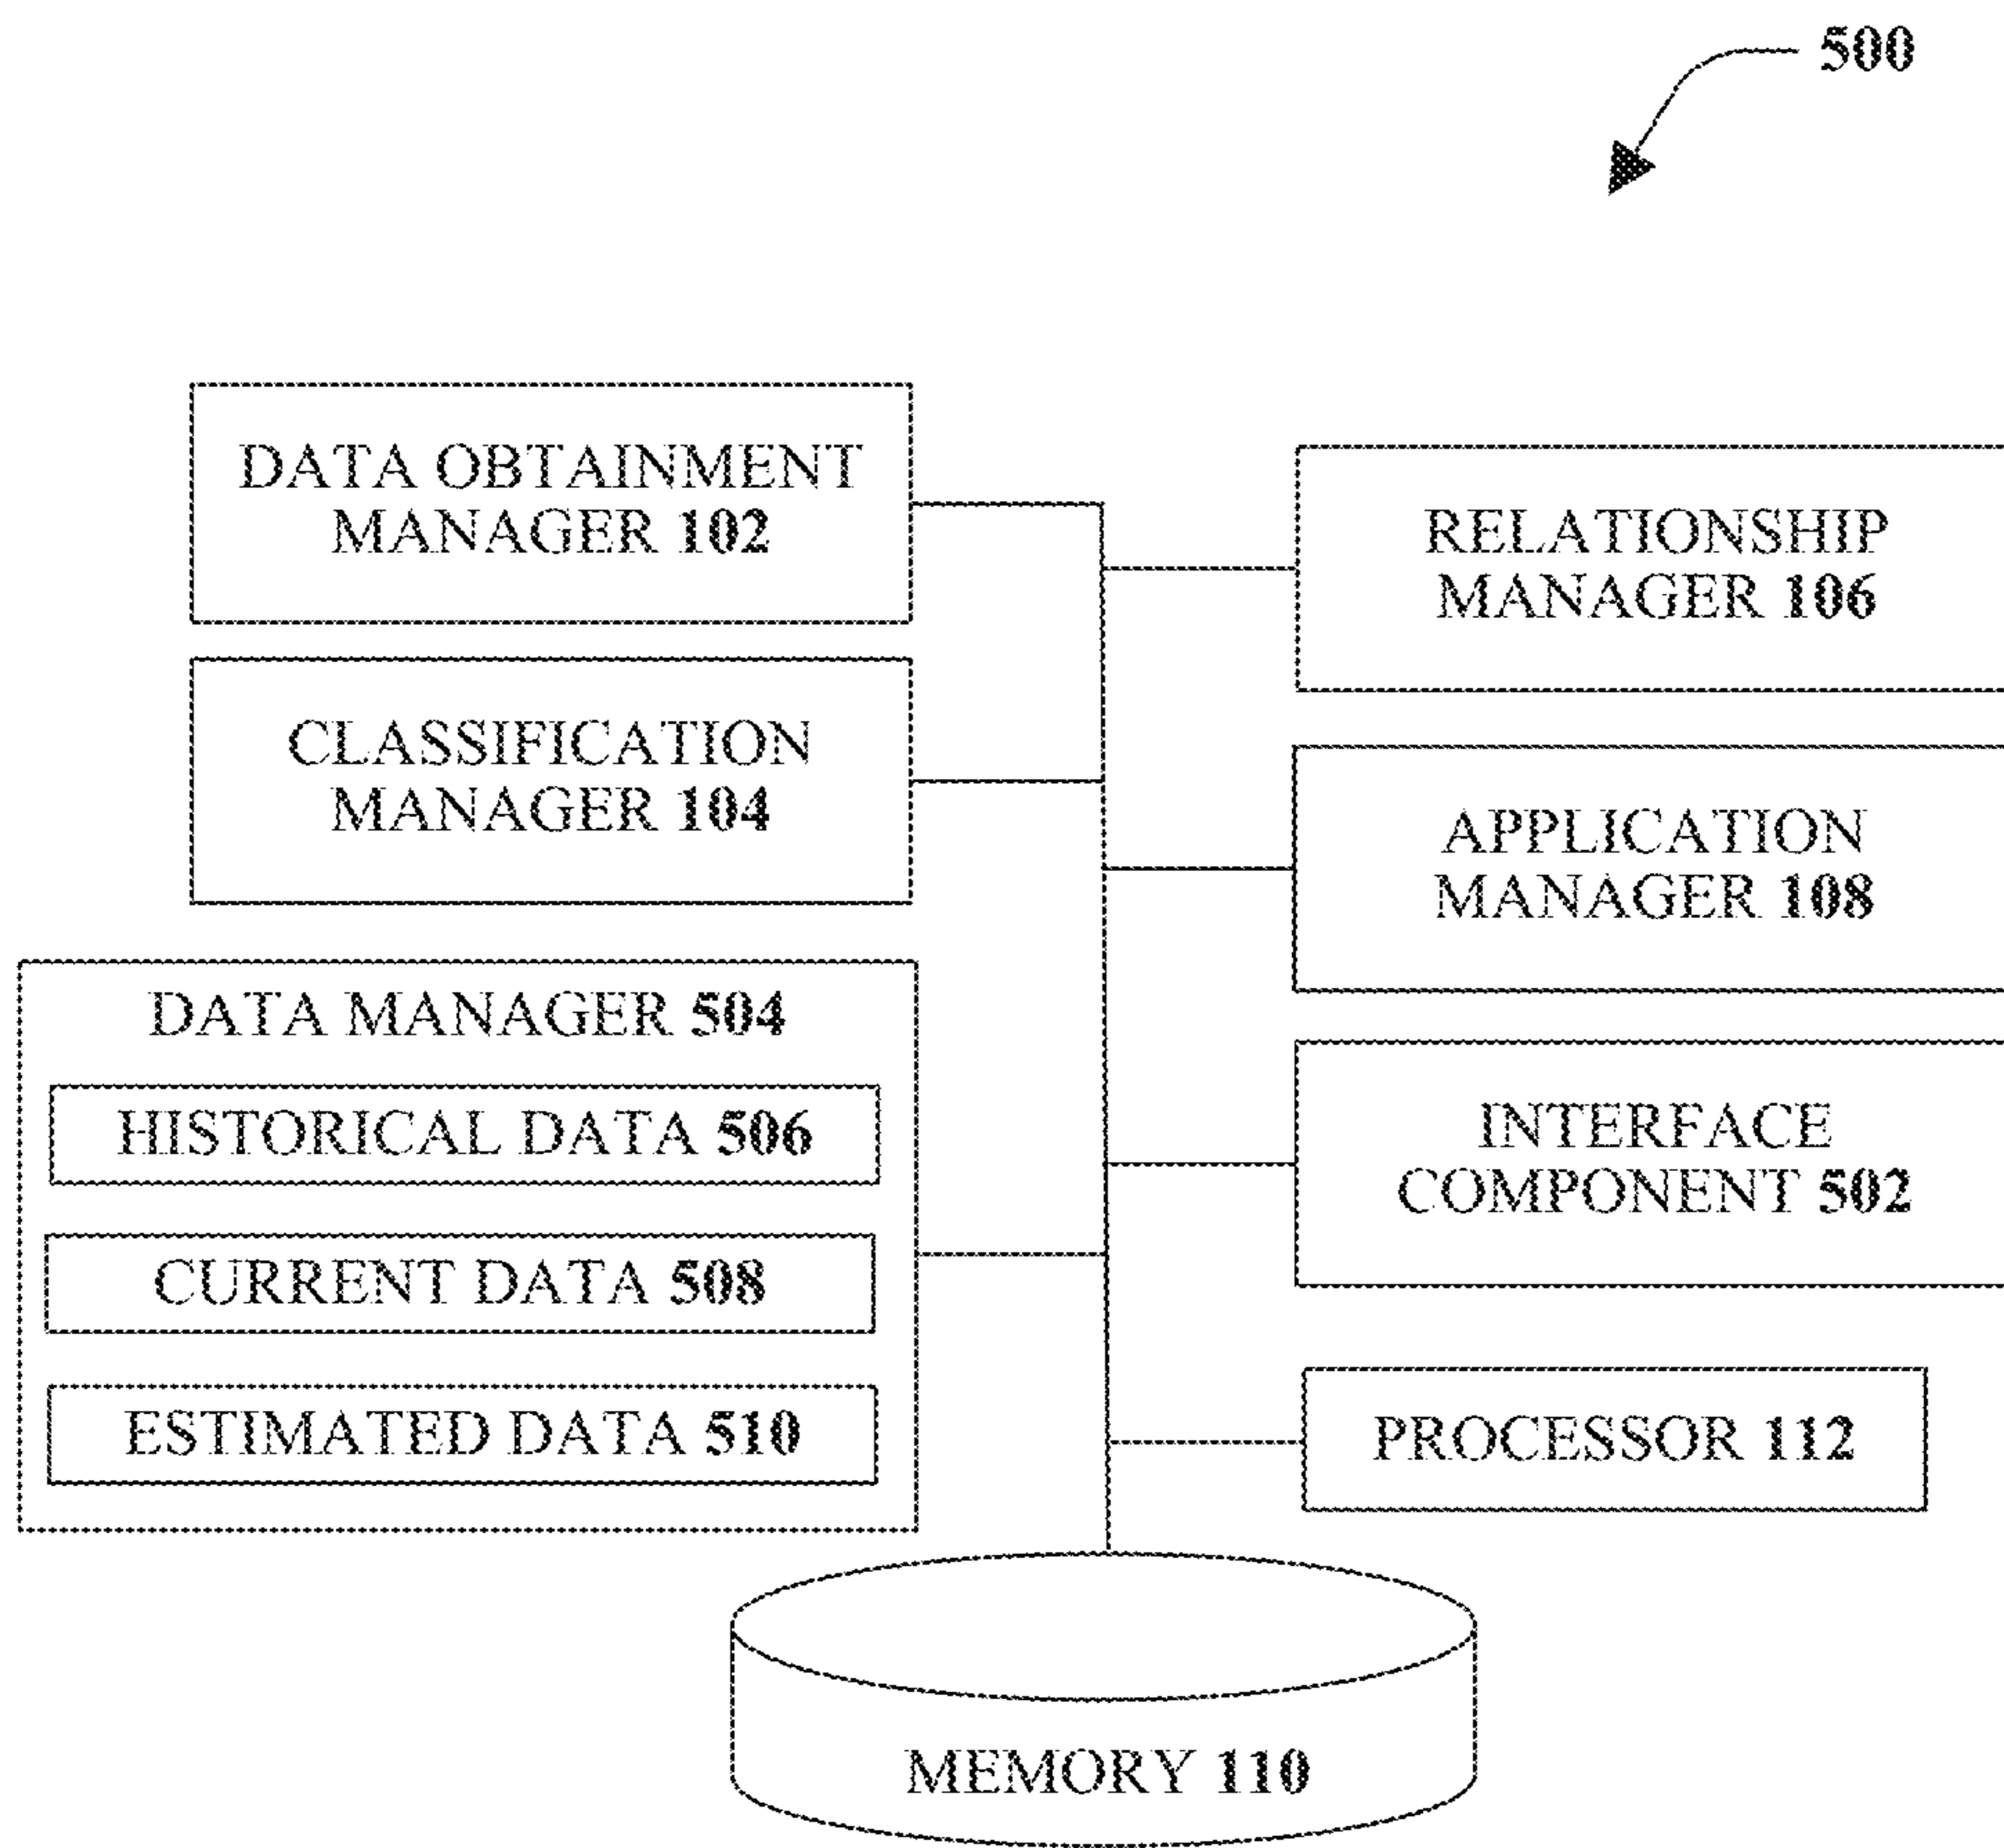 500
DATA OBTAINMENT
MANAGER 102
RELATIONSHIP
MANAGER 106
CLASSIFICATION
MANAGER 104
APPLICATION
MANAGER 108
DATA MANAGER 504
HISTORICAL DATA 506
CURRENT DATA 508
ESTIMATED DATA 510
INTERFACE
COMPONENT 502
PROCESSOR 112
MEMORY 110